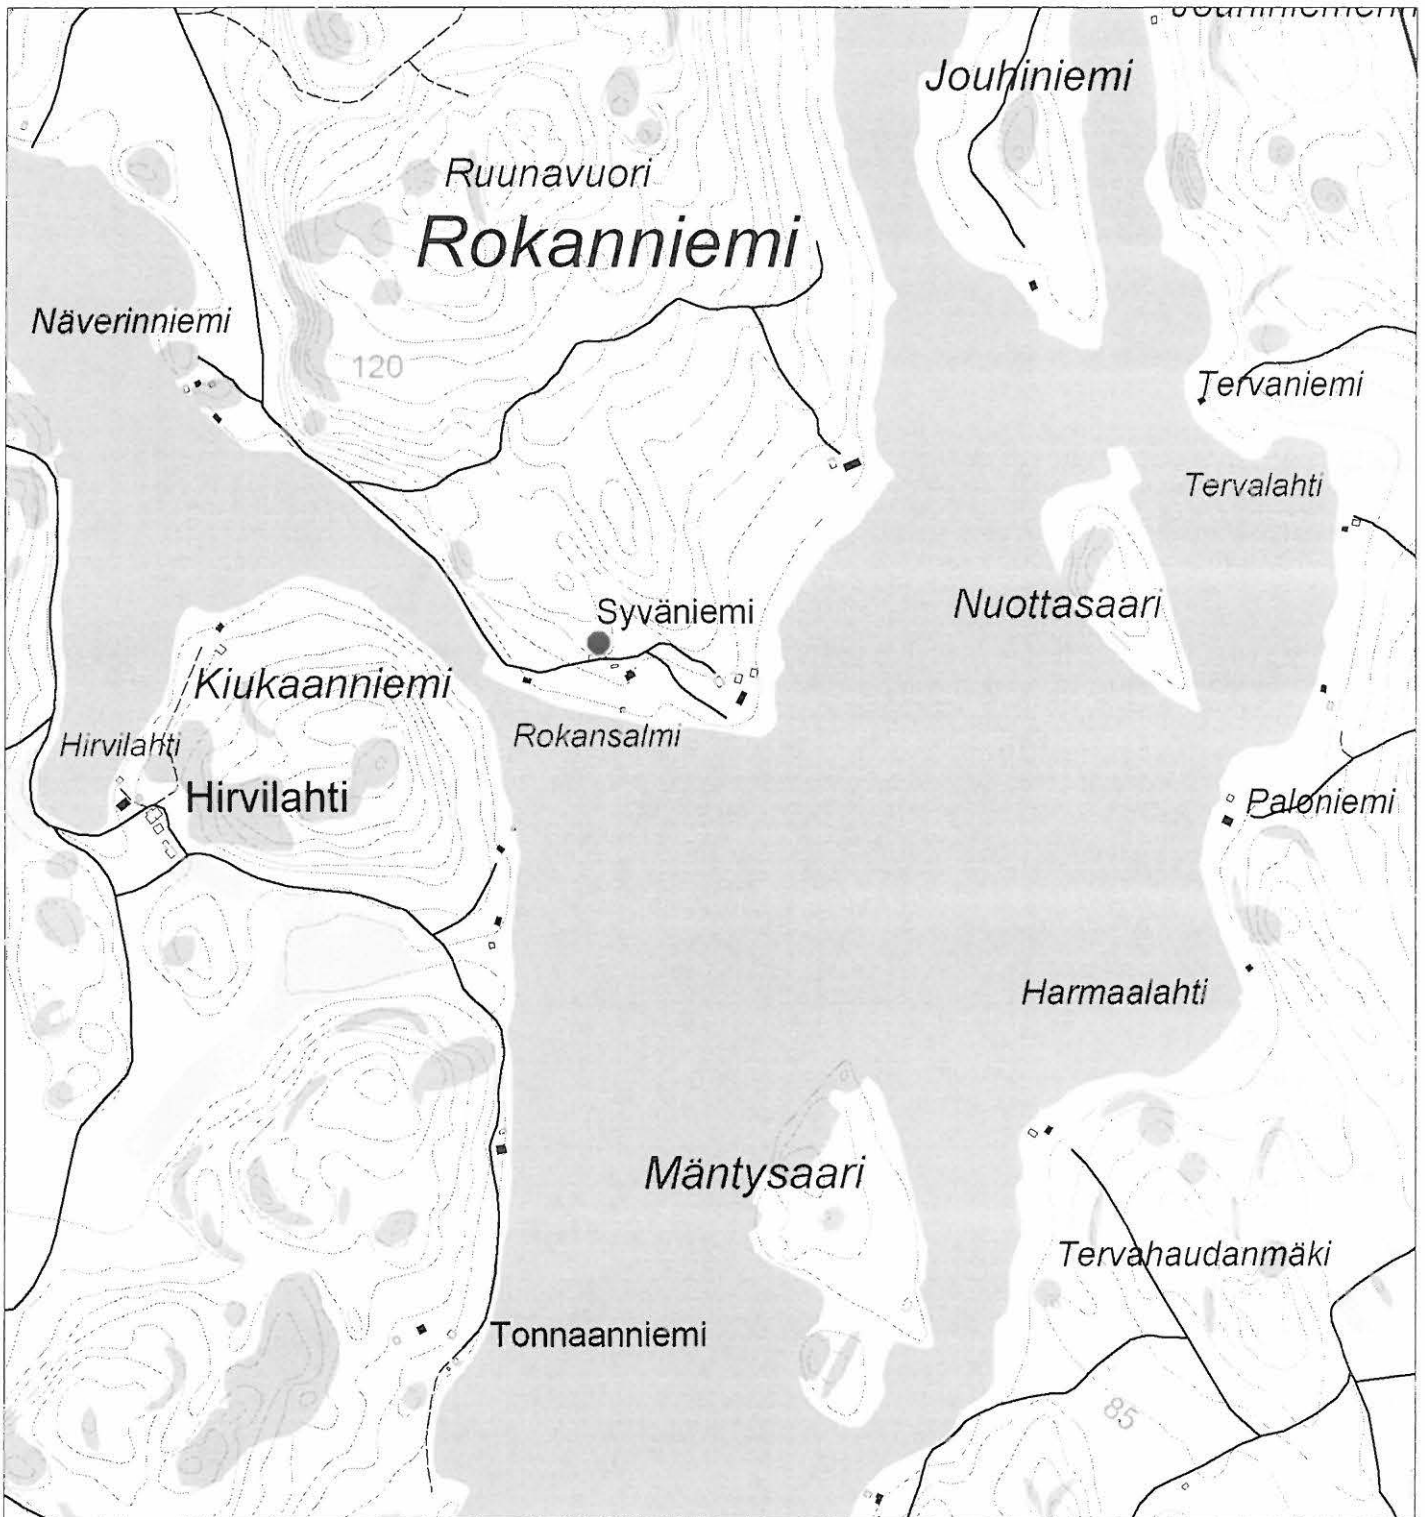 Jouhiniemi
Ruunavuori
Rokanniemi
Näverinniemi
120
Tervaniemi
Tervalahti
Nuottasaari
Syväniemi
Kiukaanniemi
Rokansalmi
Hirvilahti
Hirvilahti
Paloniemi
Harmaalahti
Mäntysaari
Tervahaudanmäki
Tonnaanniemi
85